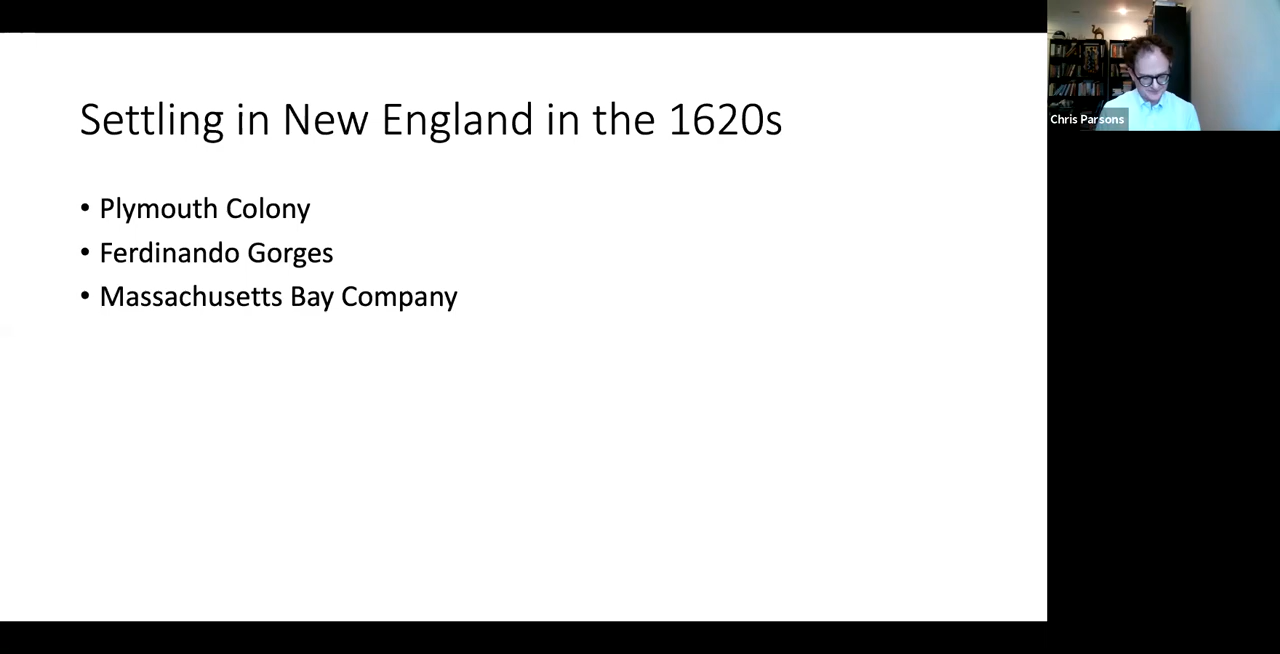 Settling in New England in the 1620s
• Plymouth Colony
• Ferdinando Gorges
• Massachusetts Bay Company
Chris Parsons